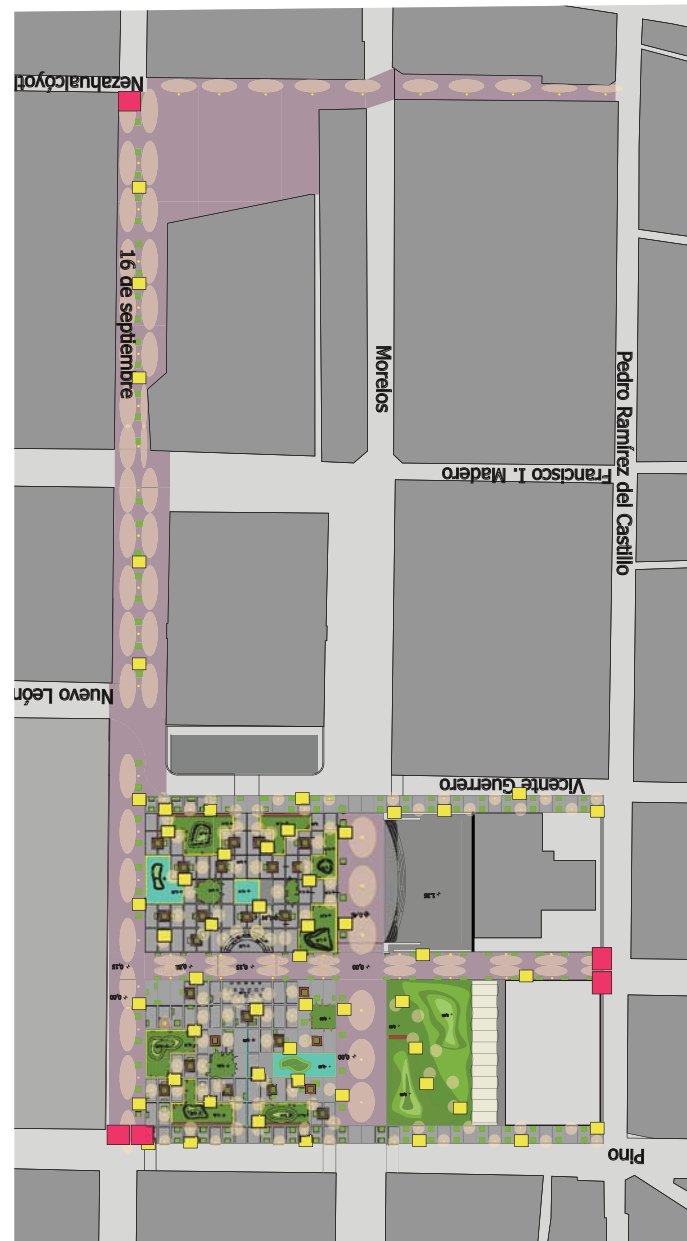 Nezahualcóyotl
16 de septiembre
Morelos
Pedro Ramírez del Castillo
Francisco I. Madero
Nuevo León
Vicente Guerrero
Pino